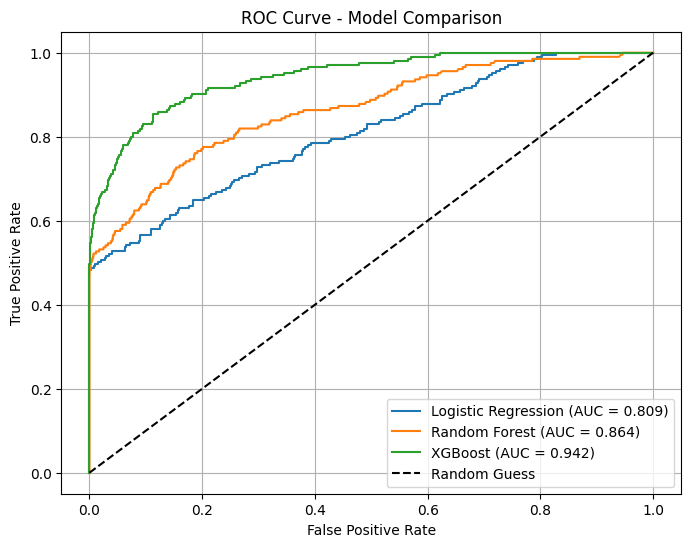 ROC Curve - Model Comparison
True Positive Rate
1.0
0.8
0.6
0.4
0.2
0.0
Logistic Regression (AUC = 0.809)
Random Forest (AUC = 0.864)
XGBoost (AUC = 0.942)
Random Guess
0.0 0.2 0.4 0.6 0.8 1.0
False Positive Rate